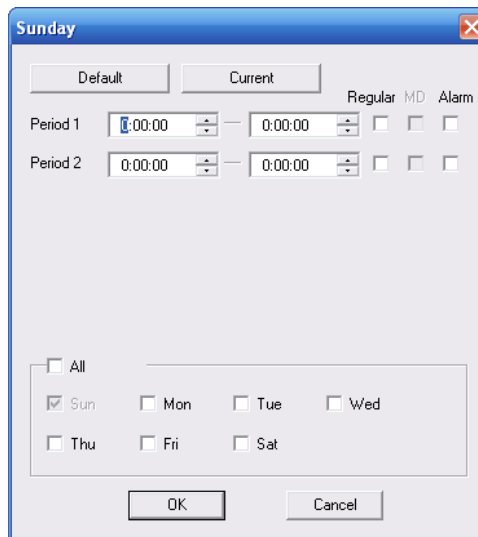 Sunday
Default Current
Regular MD Alarm
Period 1 0:00:00 — 0:00:00
Period 2 0:00:00 — 0:00:00
All
Sun Mon Tue Wed
Thu Fri Sat
OK Cancel